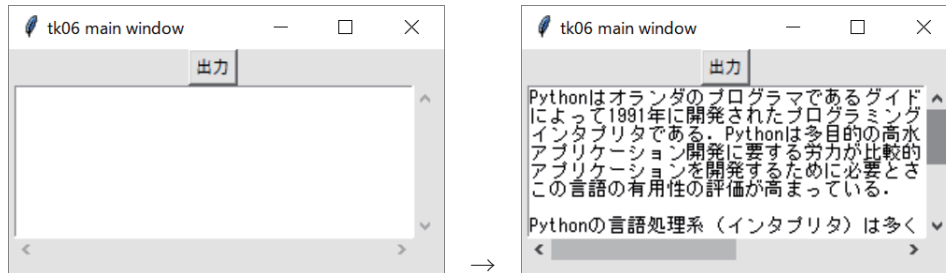 tk06 main window
出力
→
tk06 main window
出力
Pythonはオランダのプログラマであるグイド
によって1991年に開発されたプログラミング
インタプリタである．Pythonは多目的の高水
アプリケーション開発に要する労力が比較的
アプリケーションを開発するために必要とさ
この言語の有用性の評価が高まっている．
Pythonの言語処理系（インタプリタ）は多く